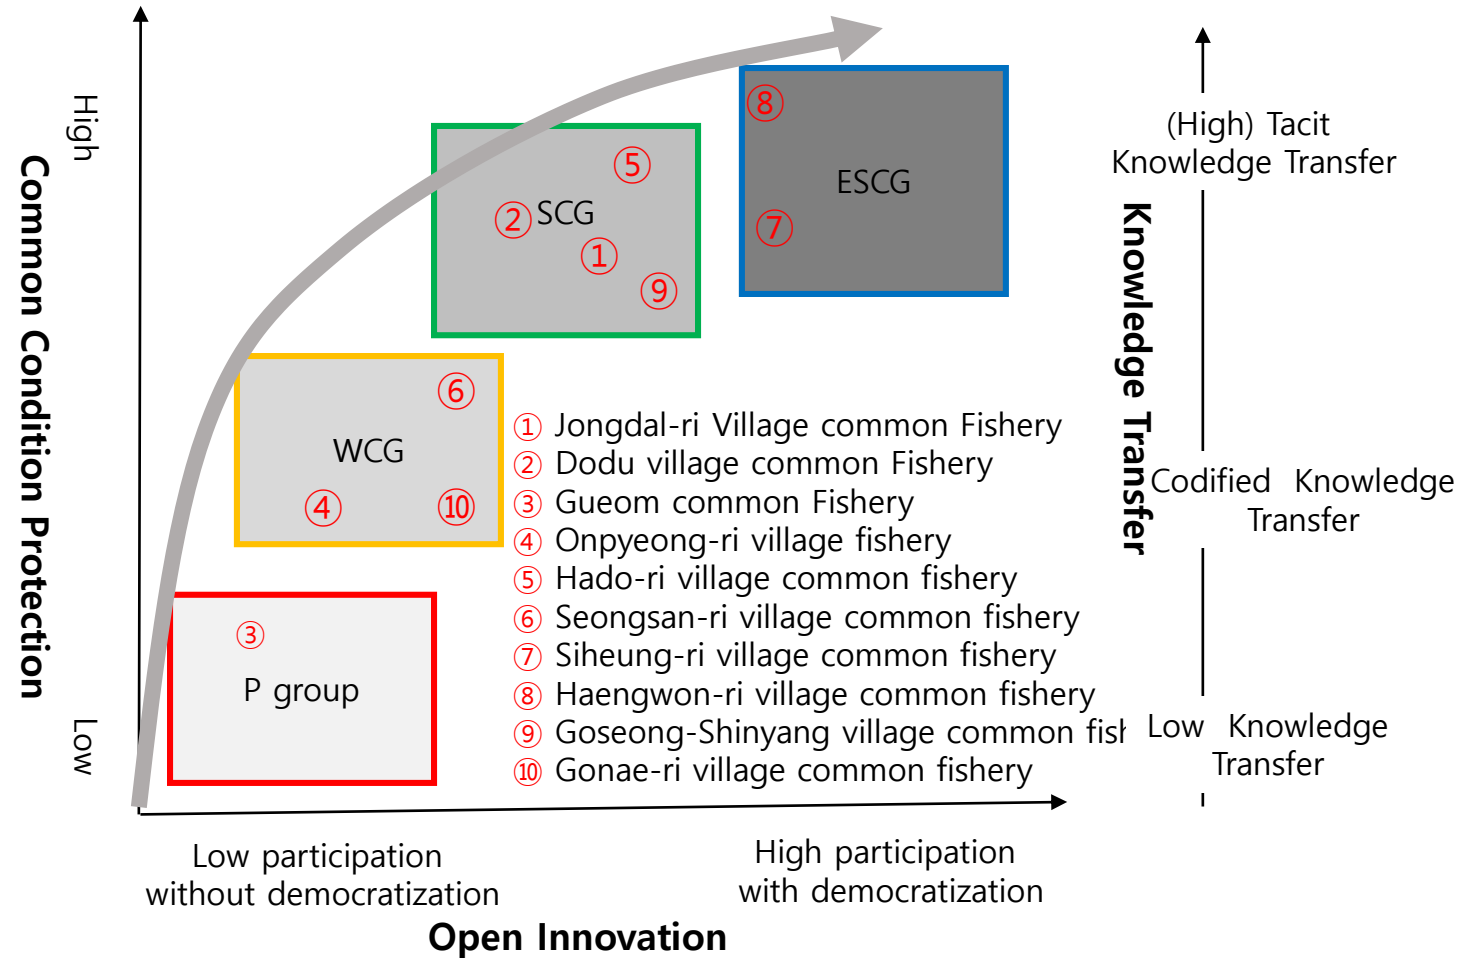 High
Common Condition Protection
Low
⑧
ESCG
⑦
⑤
②
SCG
①
⑨
⑥
WCG
④
⑩
③
P group
① Jongdal-ri Village common Fishery
② Dodu village common Fishery
③ Gueom common Fishery
④ Onpyeong-ri village fishery
⑤ Hado-ri village common fishery
⑥ Seongsan-ri village common fishery
⑦ Siheung-ri village common fishery
⑧ Haengwon-ri village common fishery
⑨ Goseong-Shinyang village common fish
⑩ Gonae-ri village common fishery
(High) Tacit
Knowledge Transfer
Knowledge Transfer
Codified Knowledge
Transfer
Low Knowledge
Transfer
Low participation
without democratization
High participation
with democratization
Open Innovation